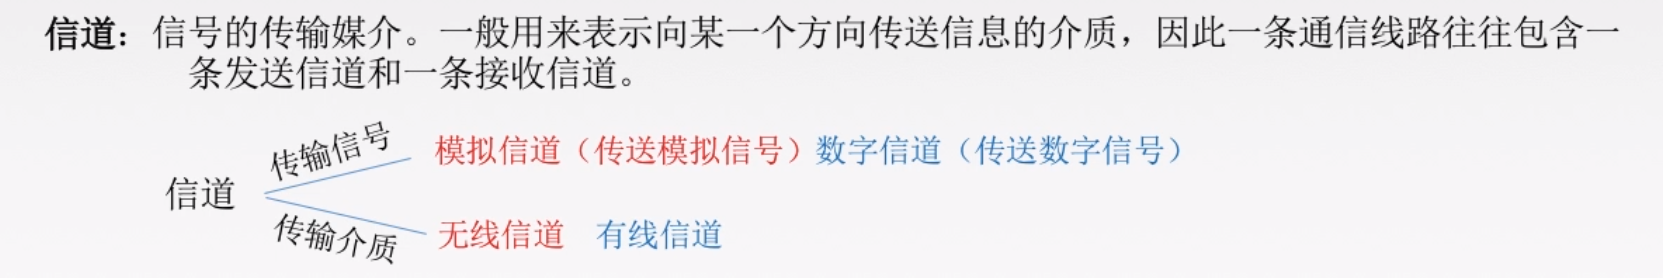 信道：信号的传输媒介。一般用来表示向某一个方向传送信息的介质，因此一条通信线路往往包含一
条发送信道和一条接收信道。
传输信号
模拟信道（传送模拟信号）数字信道（传送数字信号）
信道
传输介质
无线信道 有线信道